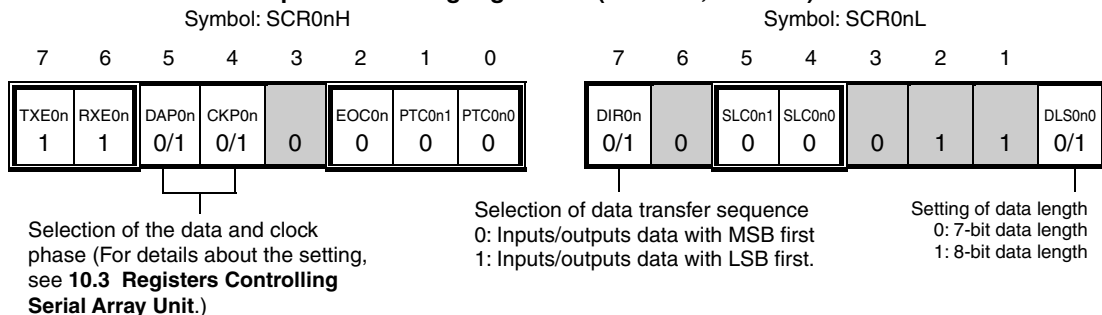 Symbol: SCR0nH
7 6 5 4 3 2 1 0
TXE0n RXE0n DAP0n CKP0n EOC0n PTC0n1 PTC0n0
1 1 0/1 0/1 0 0 0 0
Selection of the data and clock
phase (For details about the setting,
see 10.3 Registers Controlling
Serial Array Unit.)
Symbol: SCR0nL
7 6 5 4 3 2 1
DIR0n SLC0n1 SLC0n0 DLS0n0
0/1 0 0 0 0 1 1 0/1
Selection of data transfer sequence
0: Inputs/outputs data with MSB first
1: Inputs/outputs data with LSB first.
Setting of data length
0: 7-bit data length
1: 8-bit data length